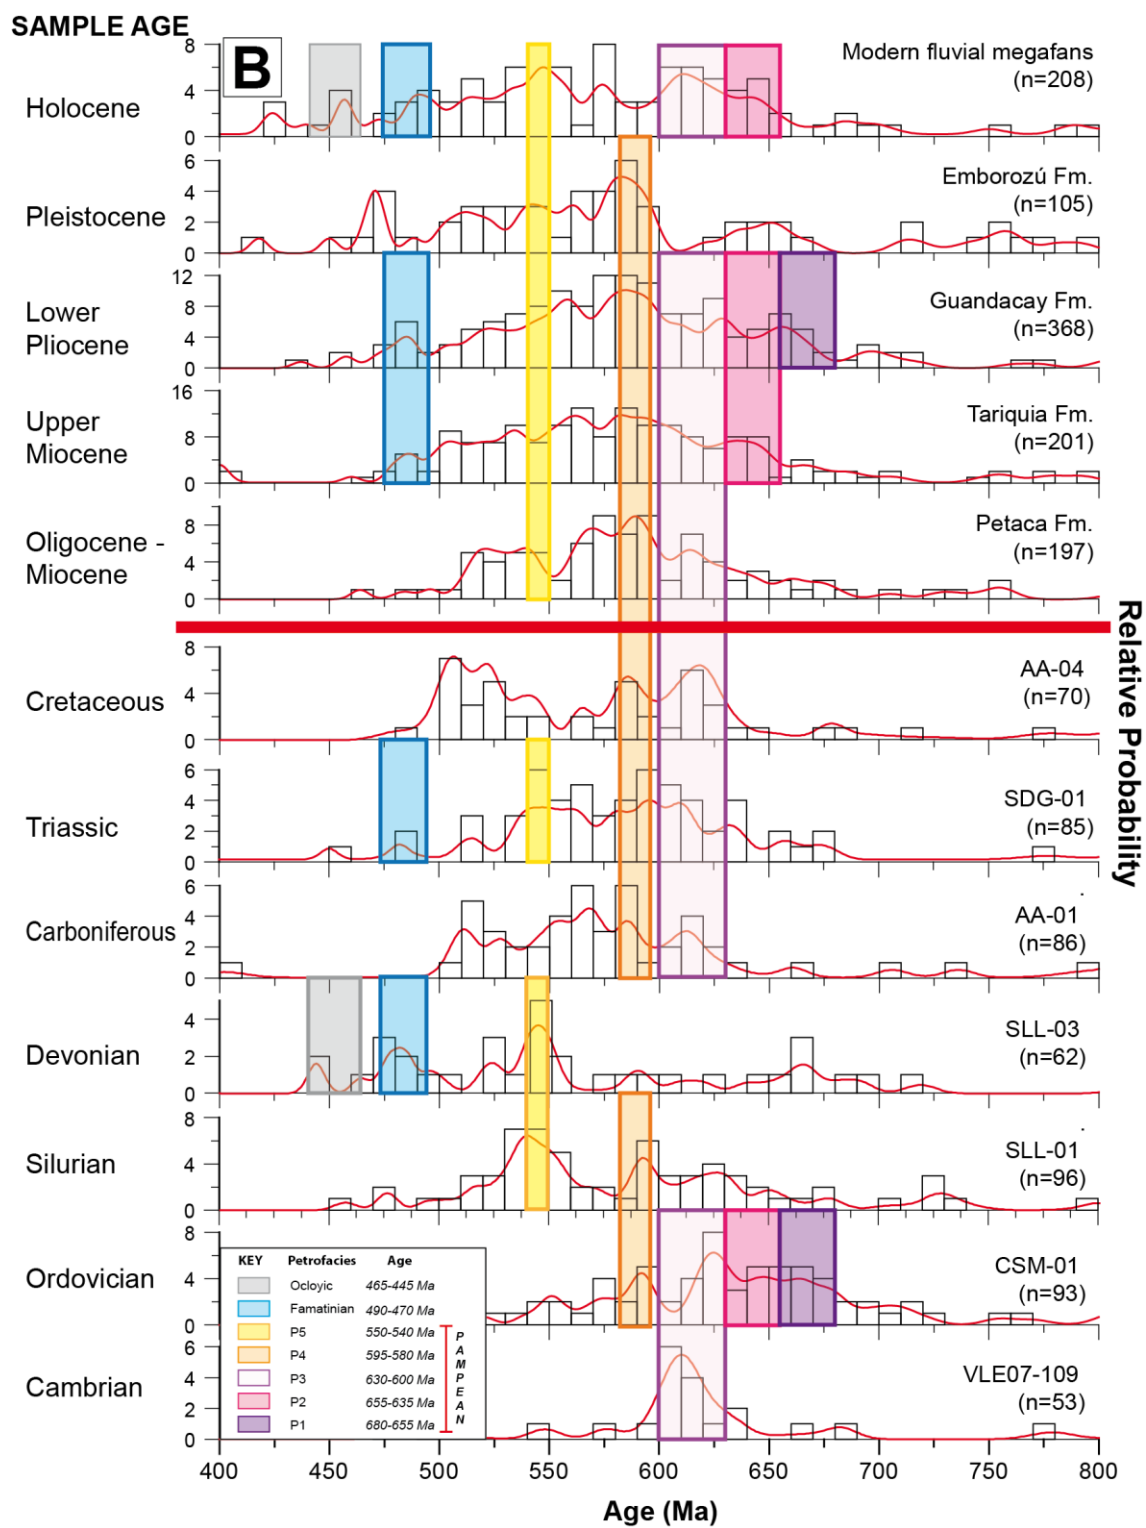 SAMPLE AGE
B
8
4
0
Holocene
Modern fluvial megafans
(n=208)
6
4
2
0
Pleistocene
Emborozú Fm.
(n=105)
12
8
4
0
Lower
Pliocene
Guandacay Fm.
(n=368)
16
8
0
Upper
Miocene
Tariquia Fm.
(n=201)
8
4
0
Oligocene -
Miocene
Petaca Fm.
(n=197)
Relative Probability
8
4
0
Cretaceous
AA-04
(n=70)
6
4
2
0
Triassic
SDG-01
(n=85)
6
4
2
0
Carboniferous
AA-01
(n=86)
4
2
0
Devonian
SLL-03
(n=62)
8
4
0
Silurian
SLL-01
(n=96)
8
4
0
Ordovician
CSM-01
(n=93)
6
4
2
0
Cambrian
VLE07-109
(n=53)
KEY Petrofacies Age
Ocloyic 465-445 Ma
Famatinian 490-470 Ma
P5 550-540 Ma
P4 595-580 Ma
P3 630-600 Ma
P2 655-635 Ma
P1 680-655 Ma
PAMPEAN
400 450 500 550 600 650 700 750 800
Age (Ma)